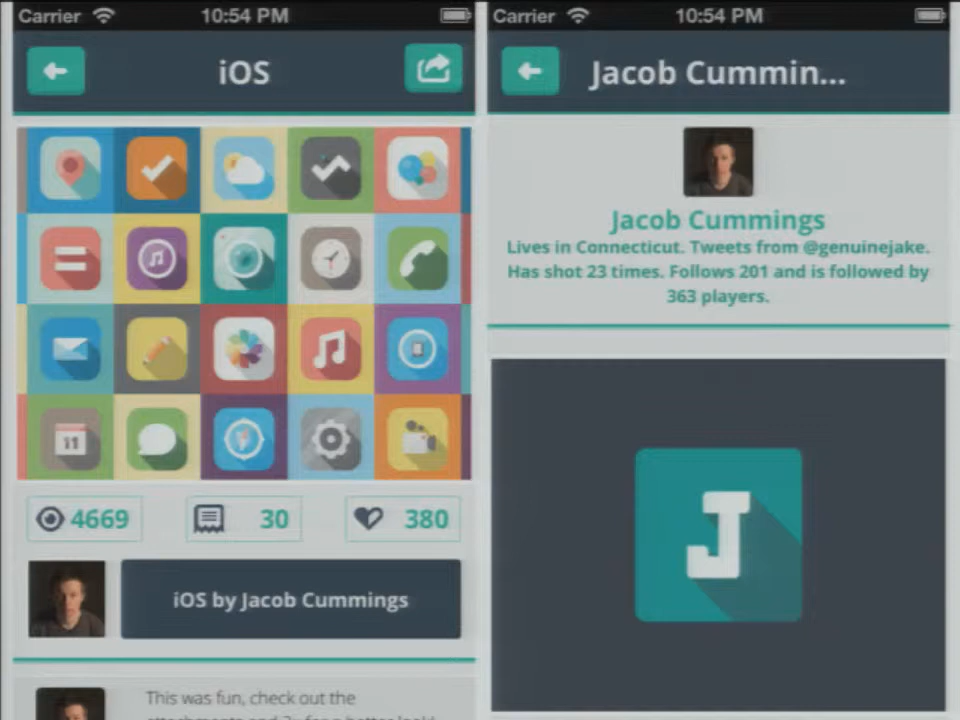 Carrier 10:54 PM
iOS
11
4669
30
380
iOS by Jacob Cummings
This was fun, check out the
Carrier 10:54 PM
Jacob Cummin...
Jacob Cummings
Lives in Connecticut. Tweets from @genuinejake.
Has shot 23 times. Follows 201 and is followed by
363 players.
J